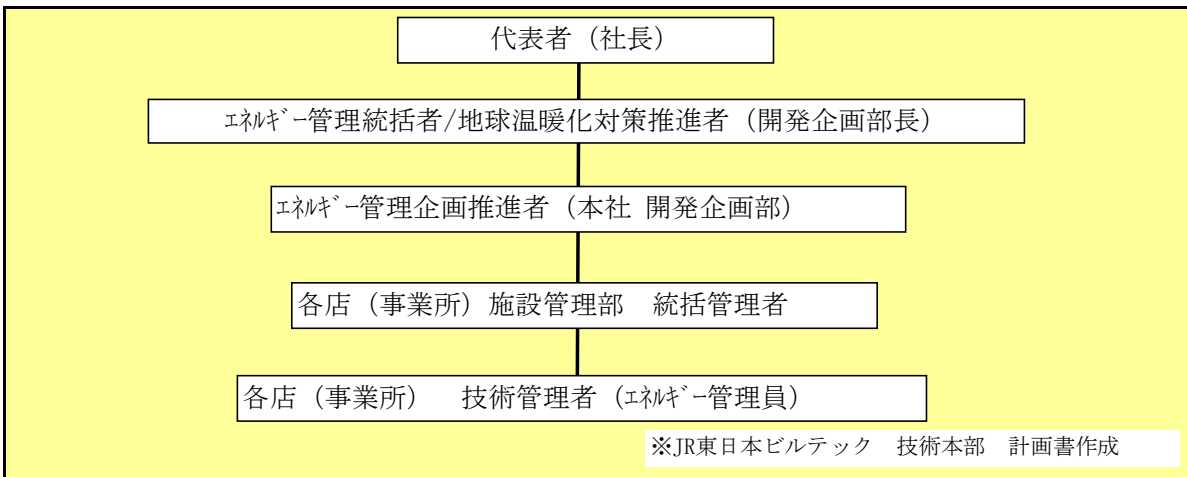 代表者（社長）
ｴﾈﾙｷﾞｰ管理統括者/地球温暖化対策推進者（開発企画部長）
ｴﾈﾙｷﾞｰ管理企画推進者（本社 開発企画部）
各店（事業所）施設管理部　統括管理者
各店（事業所）　技術管理者（ｴﾈﾙｷﾞｰ管理員）
※JR東日本ビルテック　技術本部　計画書作成